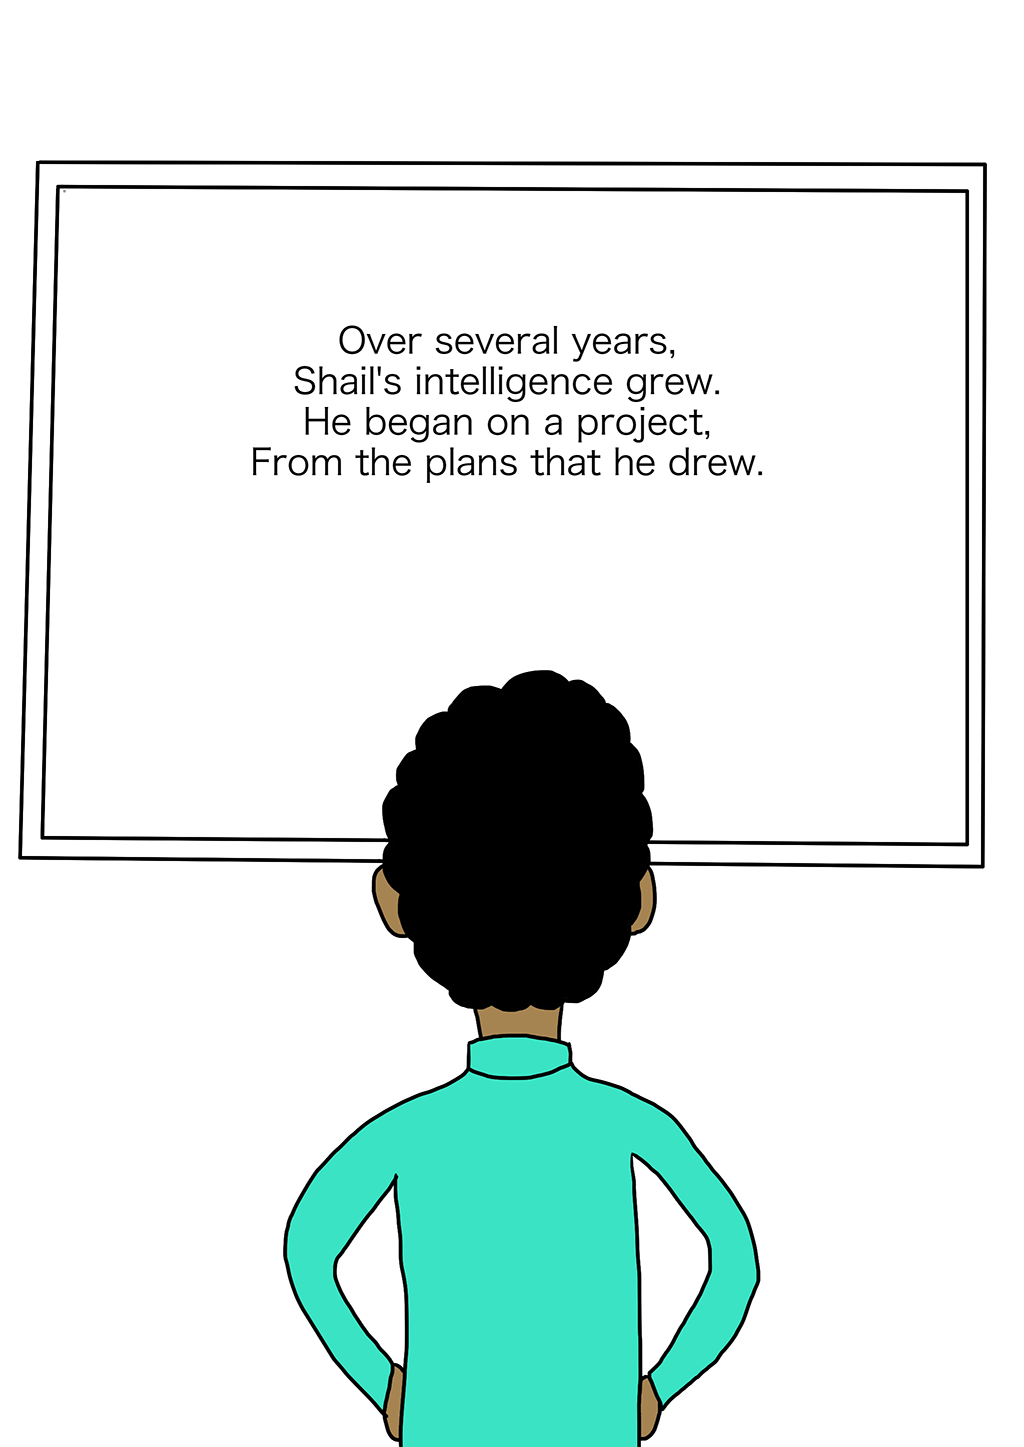 Over several years,
Shail's intelligence grew.
He began on a project,
From the plans that he drew.